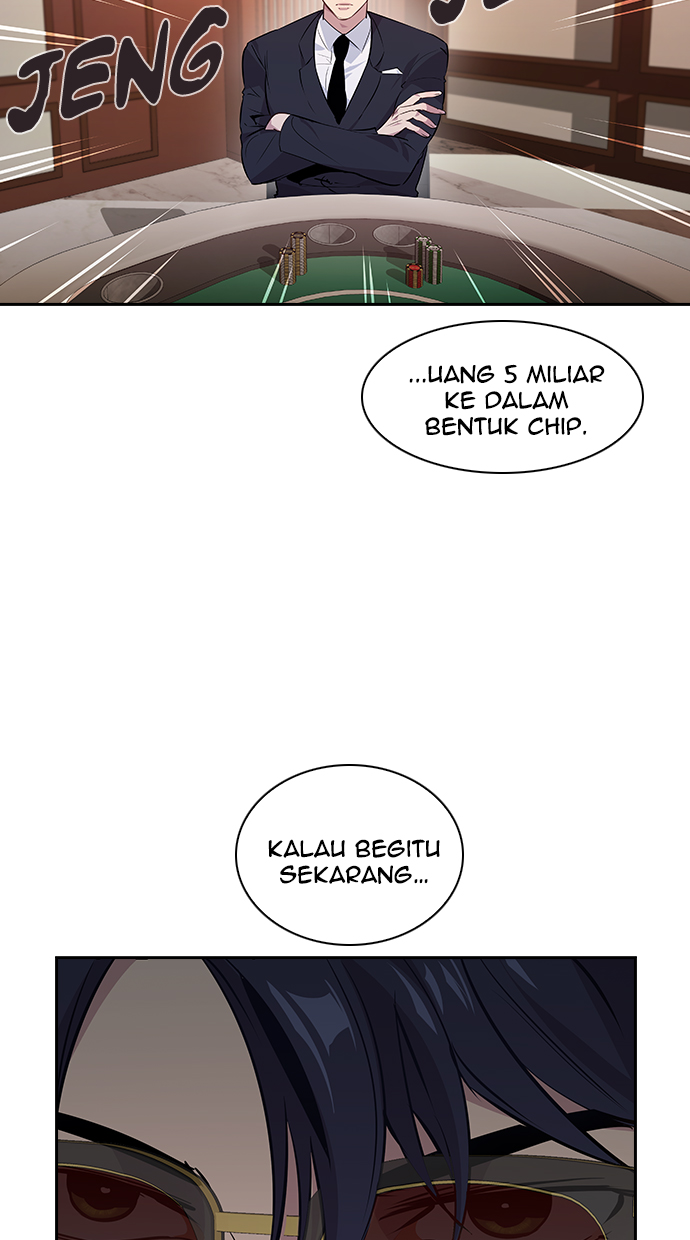 JENG
...UANG 5 MILIAR
KE DALAM
BENTUK CHIP.
KALAU BEGITU
SEKARANG...